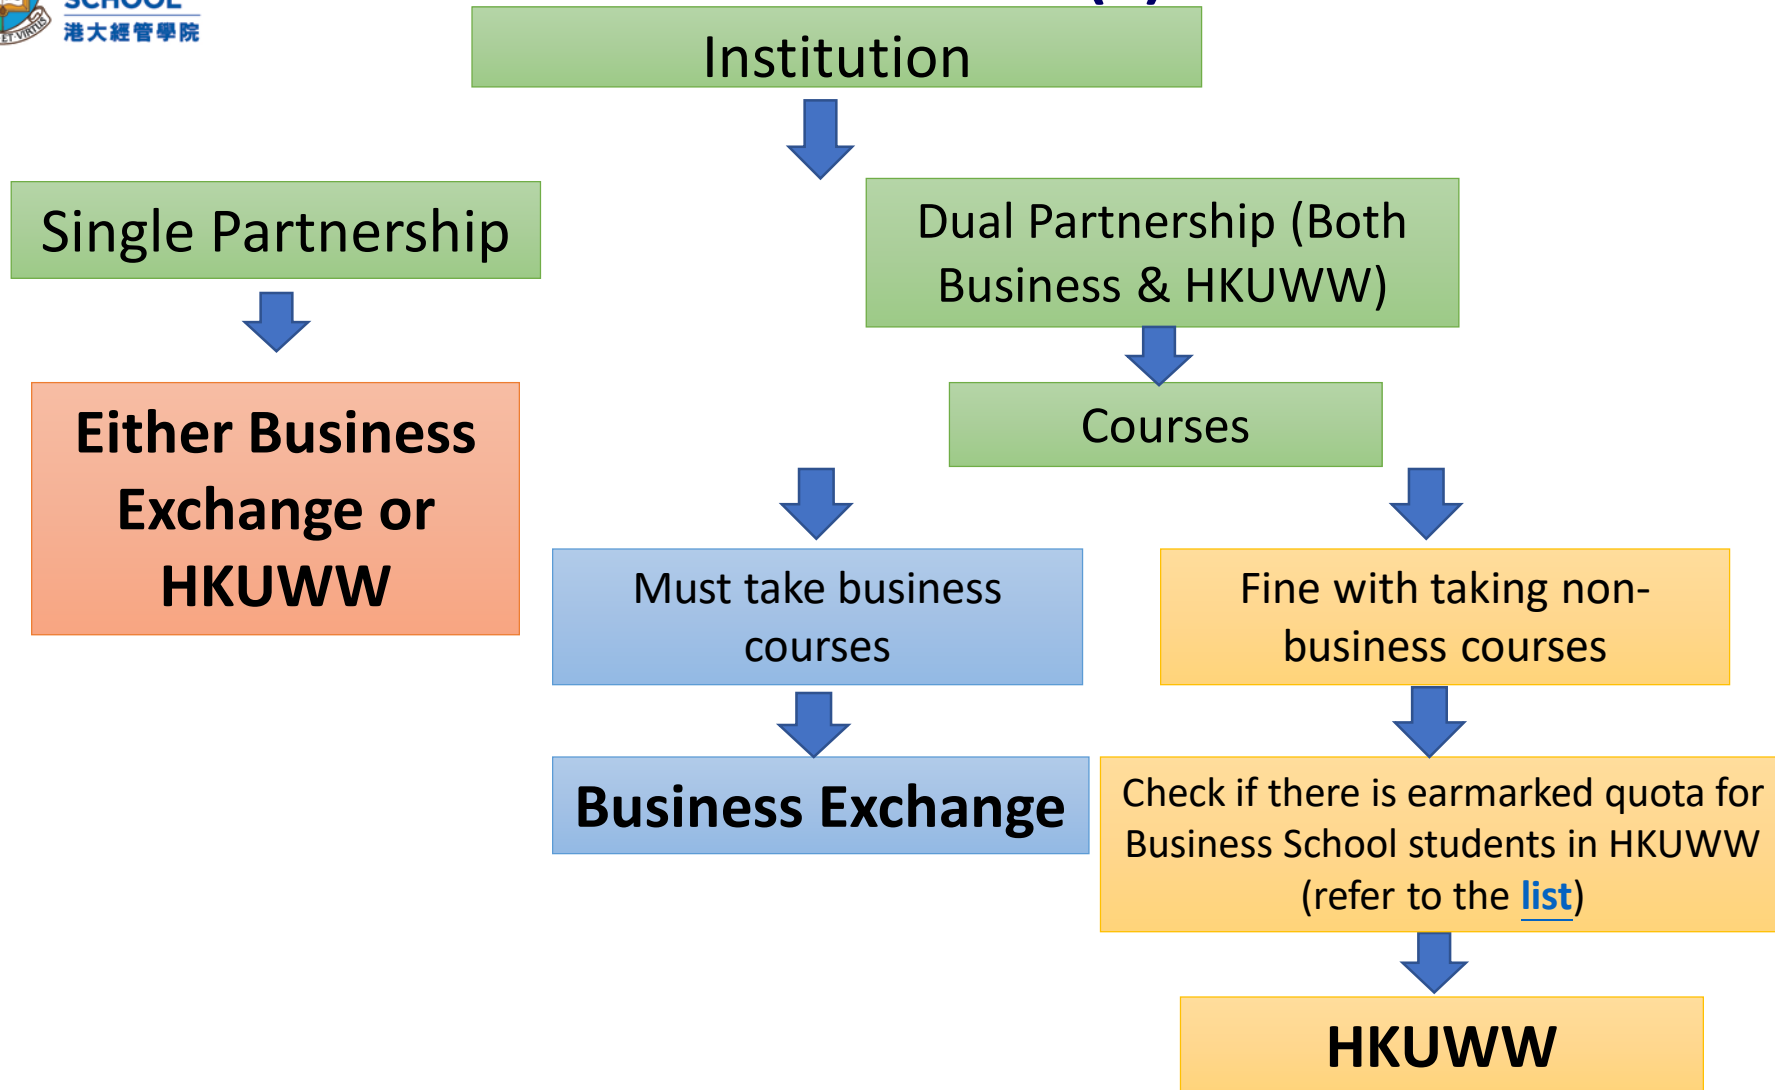 SCHOOL
港大經管學院
Institution
Single Partnership
Dual Partnership (Both
Business & HKUWW)
Either Business
Exchange or
HKUWW
Courses
Must take business
courses
Fine with taking non-
business courses
Business Exchange
Check if there is earmarked quota for
Business School students in HKUWW
(refer to the list)
HKUWW